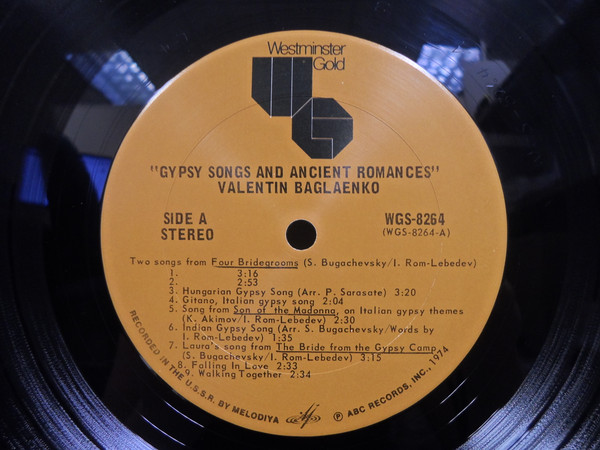 Westminster
Gold
WG
"GYPSY SONGS AND ANCIENT ROMANCES"
VALENTIN BAGLAENKO
SIDE A
STEREO
WGS-8264
(WGS-8264-A)
Two songs from Four Bridegrooms (S. Bugachevsky/I. Rom-Lebedev)
1. 3:16
2. 2:53
3. Hungarian Gypsy Song (Arr. P. Sarasate) 3:20
4. Gitano, Italian gypsy song 2:04
5. Song from Son of the Madonna, on Italian gypsy themes
(K. Akimov/I. Rom-Lebedev) 2:30
6. Indian Gypsy Song (Arr. S. Bugachevsky/Words by
I. Rom-Lebedev) 1:35
7. Laura's song from The Bride from the Gypsy Camp
(S. Bugachevsky/I. Rom-Lebedev) 3:15
8. Falling In Love 2:33
9. Walking Together 2:34
RECORDED IN THE U.S.S.R. BY MELODIYA
℗ ABC RECORDS, INC., 1974